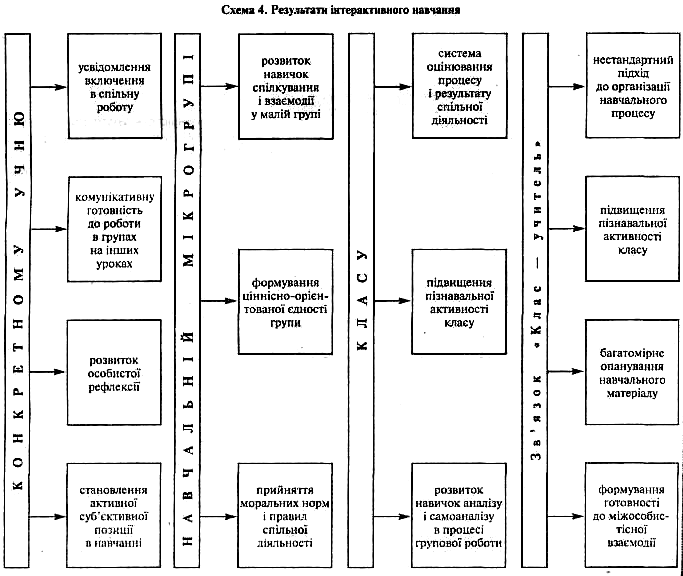 Схема 4. Результати інтерактивного навчання
КОНКРЕТНОМУ УЧНЮ
усвідомлення
включення
в спільну
роботу
комунікативну
готовність
до роботи
в групах
на інших
уроках
розвиток
особистої
рефлексії
становлення
активної
суб'єктивної
позиції
в навчанні
НАВЧАЛЬНІЙ МІКРОГРУПІ
розвиток
навичок
спілкування
і взаємодії
у малій групі
формування
ціннісно-орієн-
тованої єдності
групи
прийняття
моральних норм
і правил
спільної
діяльності
КЛАСУ
система
оцінювання
процесу
і результату
спільної
діяльності
підвищення
пізнавальної
активності
класу
розвиток
навичок аналізу
і самоаналізу
в процесі
групової роботи
Зв'язок «Клас — учитель»
нестандартний
підхід
до організації
навчального
процесу
підвищення
пізнавальної
активності
класу
багатомірне
опанування
навчального
матеріалу
формування
готовності
до міжособис-
тісної
взаємодії